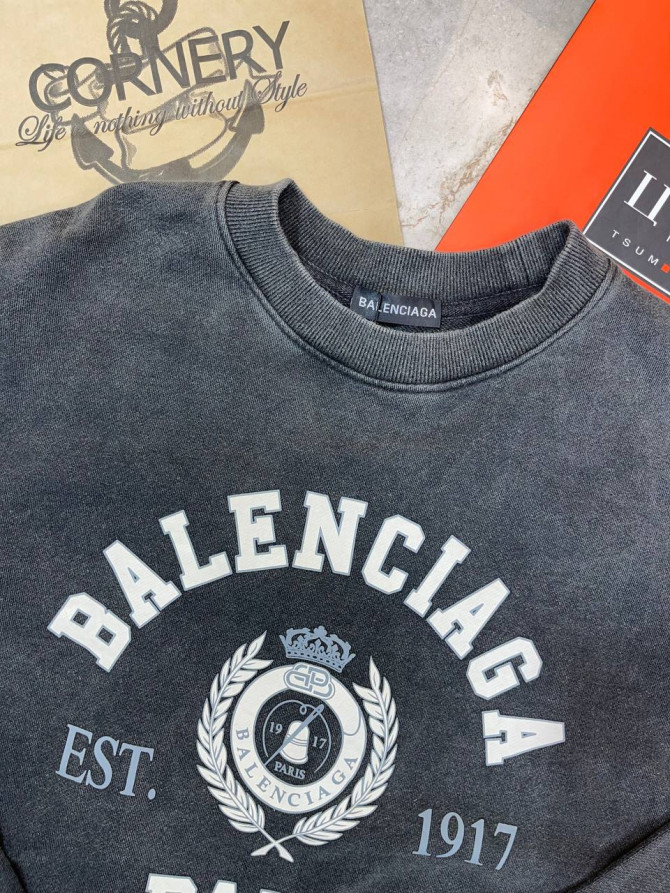 CORNERY
Life is nothing without Style
Ц
TSUM
BALENCIAGA
BALENCIAGA
19 17
PARIS
BALENCIAGA
EST.
1917